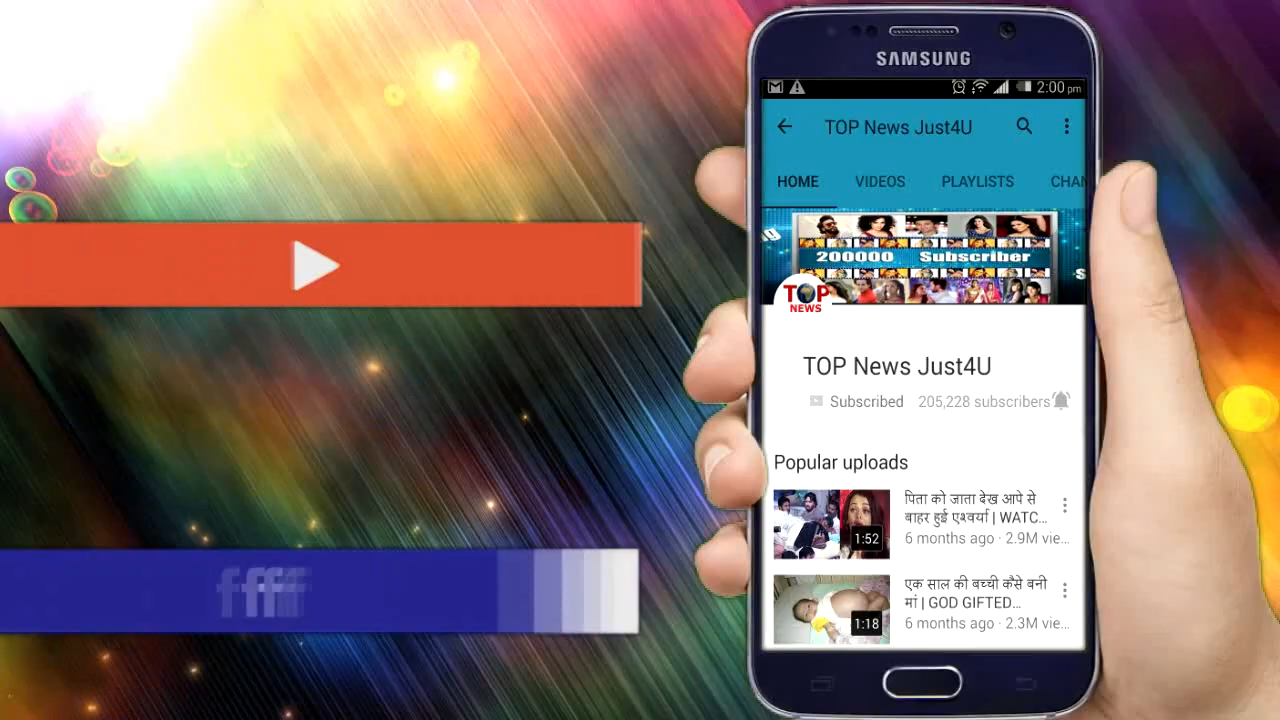 SAMSUNG
2:00 pm
TOP News Just4U
HOME VIDEOS PLAYLISTS CHAN
200000 Subscriber
TOP
NEWS
TOP News Just4U
Subscribed 205,228 subscribers
Popular uploads
पिता को जाता देख आपे से
बाहर हुई एश्वर्या | WATC...
1:52
6 months ago · 2.9M vie...
एक साल की बच्ची कैसे बनी
मां | GOD GIFTED...
1:18
6 months ago · 2.3M vie...